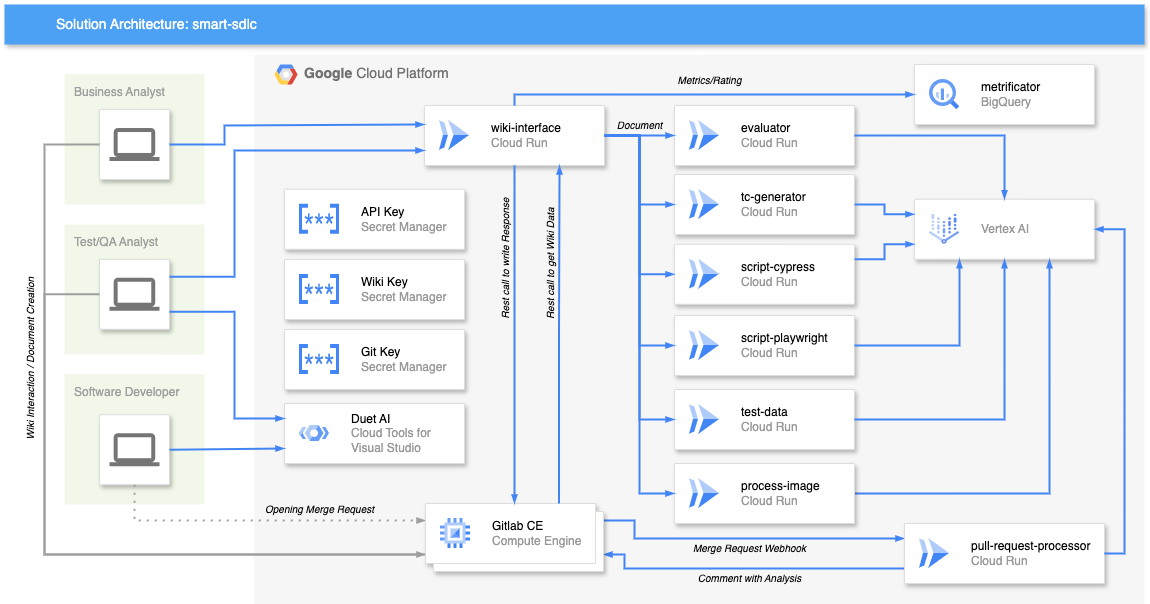 Solution Architecture: smart-sdlc
Google Cloud Platform
Business Analyst
Test/QA Analyst
Software Developer
Wiki Interaction / Document Creation
wiki-interface
Cloud Run
Metrics/Rating
metrificator
BigQuery
Document
evaluator
Cloud Run
tc-generator
Cloud Run
script-cypress
Cloud Run
script-playwright
Cloud Run
test-data
Cloud Run
process-image
Cloud Run
Vertex AI
API Key
Secret Manager
Wiki Key
Secret Manager
Git Key
Secret Manager
Duet AI
Cloud Tools for
Visual Studio
Rest call to write Response
Rest call to get Wiki Data
Opening Merge Request
Gitlab CE
Compute Engine
Merge Request Webhook
Comment with Analysis
pull-request-processor
Cloud Run